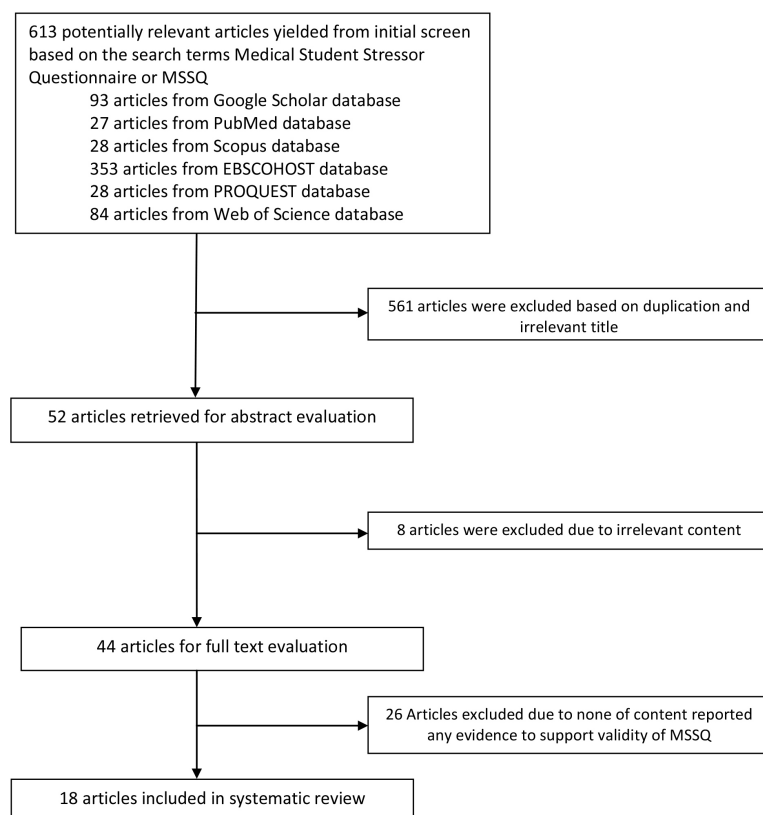 613 potentially relevant articles yielded from initial screen
based on the search terms Medical Student Stressor
Questionnaire or MSSQ
93 articles from Google Scholar database
27 articles from PubMed database
28 articles from Scopus database
353 articles from EBSCOHOST database
28 articles from PROQUEST database
84 articles from Web of Science database
561 articles were excluded based on duplication and
irrelevant title
52 articles retrieved for abstract evaluation
8 articles were excluded due to irrelevant content
44 articles for full text evaluation
26 Articles excluded due to none of content reported
any evidence to support validity of MSSQ
18 articles included in systematic review